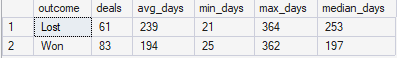 outcome deals avg_days min_days max_days median_days
1 Lost 61 239 21 364 253
2 Won 83 194 25 362 197